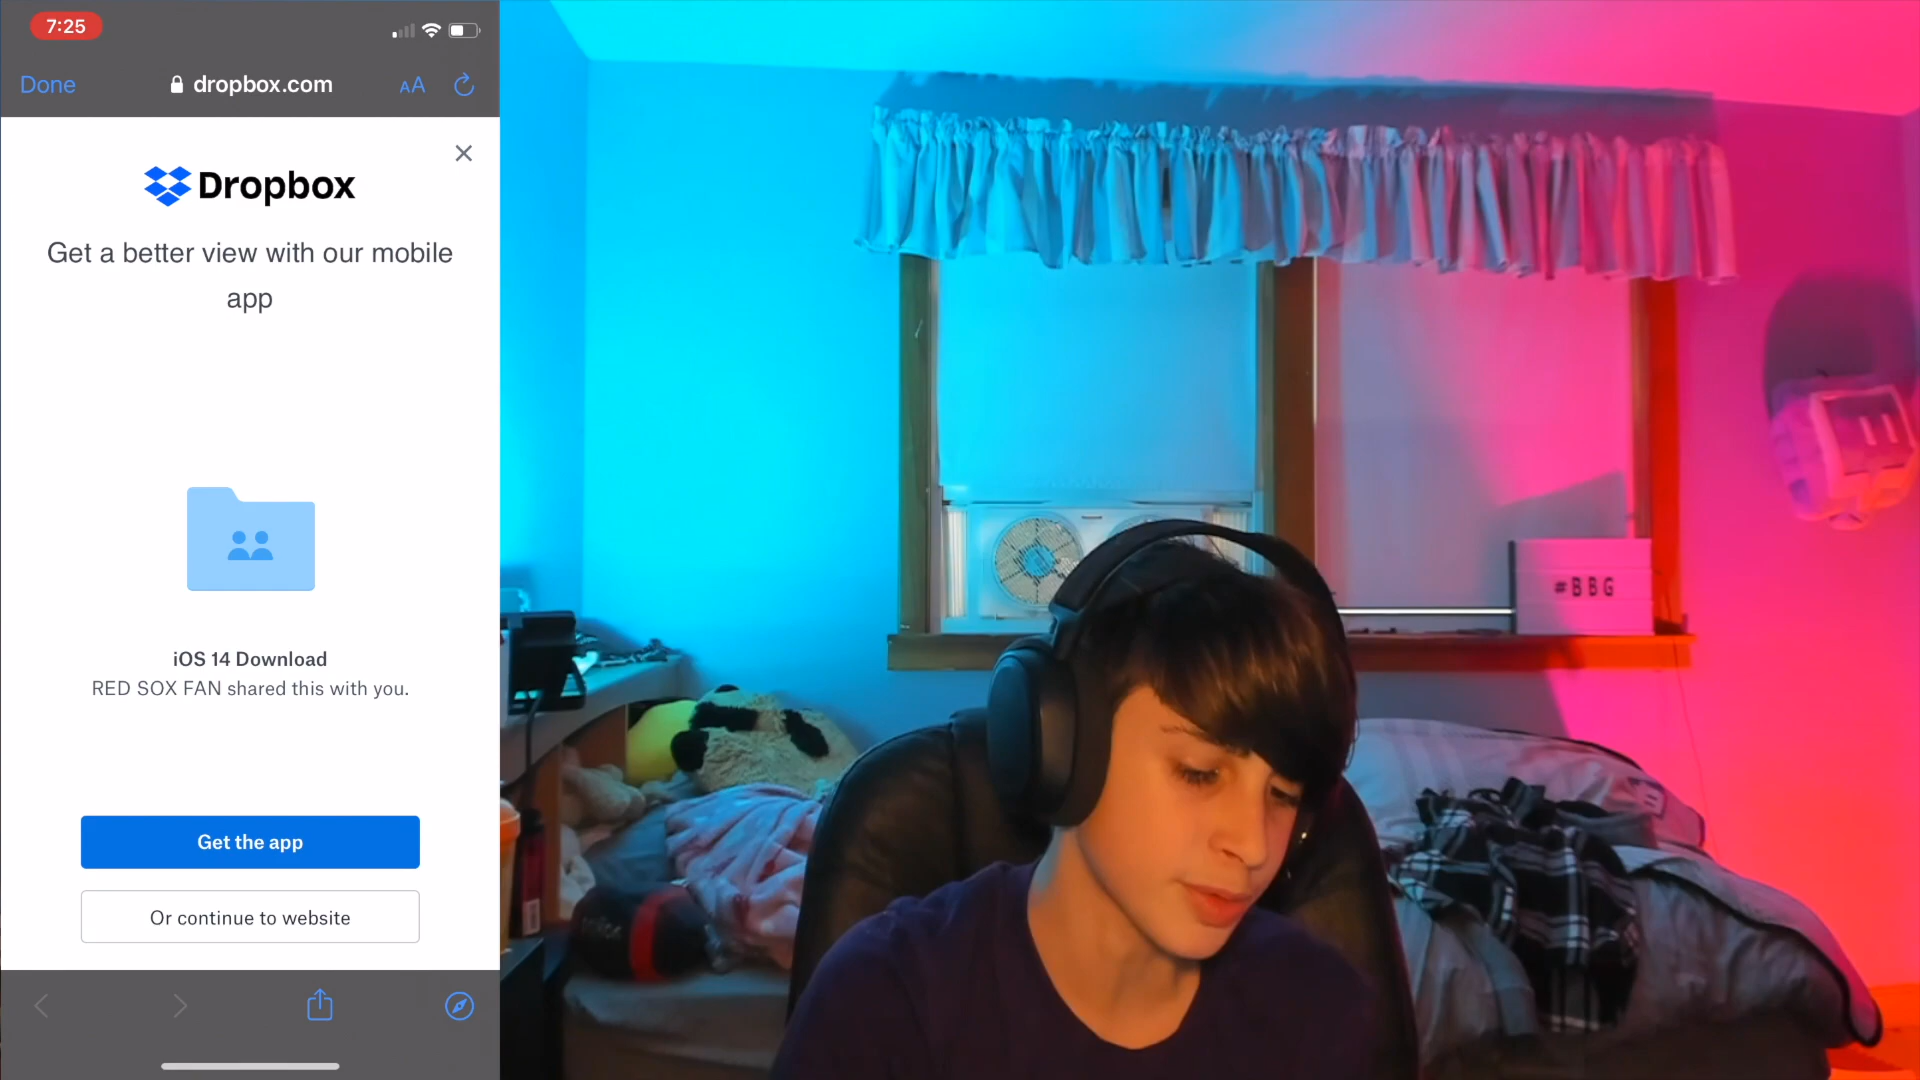 7:25
Done
dropbox.com
AA
Dropbox
Get a better view with our mobile
app
iOS 14 Download
RED SOX FAN shared this with you.
Get the app
Or continue to website
#BBG